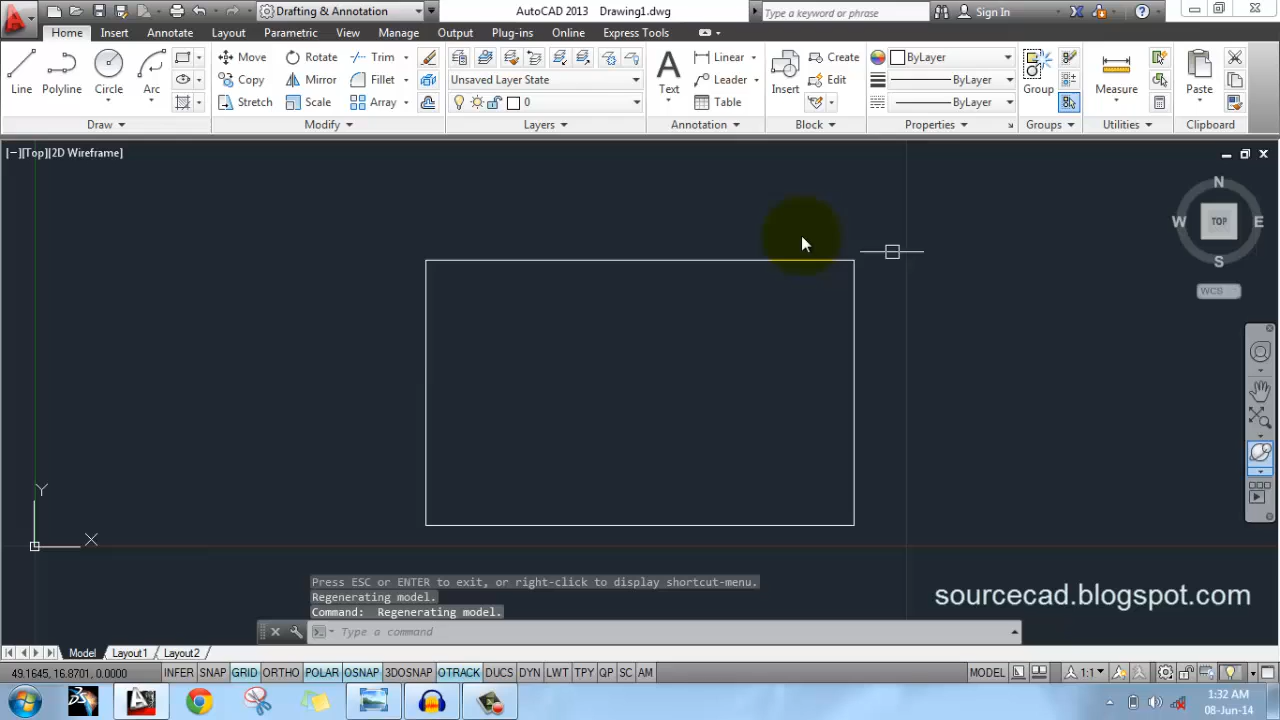 Drafting & Annotation
AutoCAD 2013 Drawing1.dwg
Type a keyword or phrase
Sign In
Home Insert Annotate Layout Parametric View Manage Output Plug-ins Online Express Tools
Line Polyline Circle Arc
Draw
Move Rotate Trim
Copy Mirror Fillet
Stretch Scale Array
Modify
Unsaved Layer State
0
Layers
Text
Linear
Leader
Table
Annotation
Insert
Create
Edit
Block
ByLayer
ByLayer
ByLayer
Properties
Group
Groups
Measure
Utilities
Paste
Clipboard
[−][Top][2D Wireframe]
N
W TOP E
S
WCS
Y
X
Press ESC or ENTER to exit, or right-click to display shortcut-menu.
Regenerating model.
Command: Regenerating model.
Type a command
sourcecad.blogspot.com
Model Layout1 Layout2
49.1645, 16.8701, 0.0000 INFER SNAP GRID ORTHO POLAR OSNAP 3DOSNAP OTRACK DUCS DYN LWT TPY QP SC AM MODEL 1:1
1:32 AM
08-Jun-14